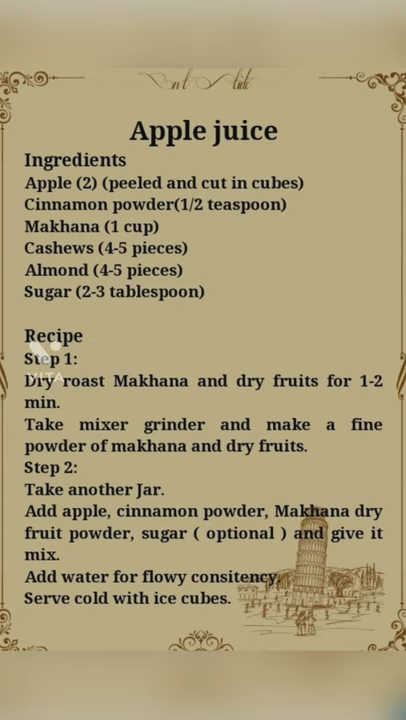 Apple juice
Ingredients
Apple (2) (peeled and cut in cubes)
Cinnamon powder(1/2 teaspoon)
Makhana (1 cup)
Cashews (4-5 pieces)
Almond (4-5 pieces)
Sugar (2-3 tablespoon)
Recipe
Step 1:
VITA
Dry roast Makhana and dry fruits for 1-2
min.
Take mixer grinder and make a fine
powder of makhana and dry fruits.
Step 2:
Take another Jar.
Add apple, cinnamon powder, Makhana dry
fruit powder, sugar ( optional ) and give it
mix.
Add water for flowy consitency.
Serve cold with ice cubes.